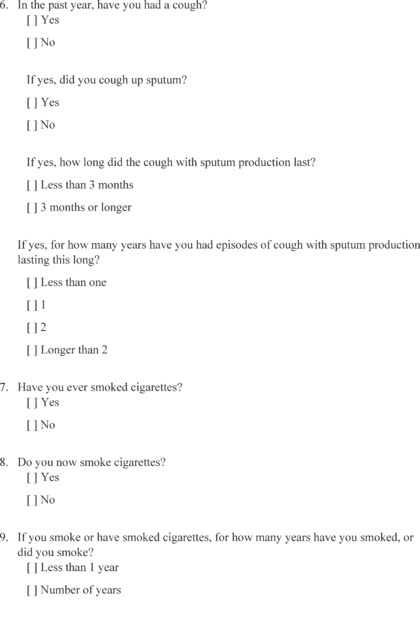 6. In the past year, have you had a cough?
[ ] Yes
[ ] No
If yes, did you cough up sputum?
[ ] Yes
[ ] No
If yes, how long did the cough with sputum production last?
[ ] Less than 3 months
[ ] 3 months or longer
If yes, for how many years have you had episodes of cough with sputum production
lasting this long?
[ ] Less than one
[ ] 1
[ ] 2
[ ] Longer than 2
7. Have you ever smoked cigarettes?
[ ] Yes
[ ] No
8. Do you now smoke cigarettes?
[ ] Yes
[ ] No
9. If you smoke or have smoked cigarettes, for how many years have you smoked, or
did you smoke?
[ ] Less than 1 year
[ ] Number of years